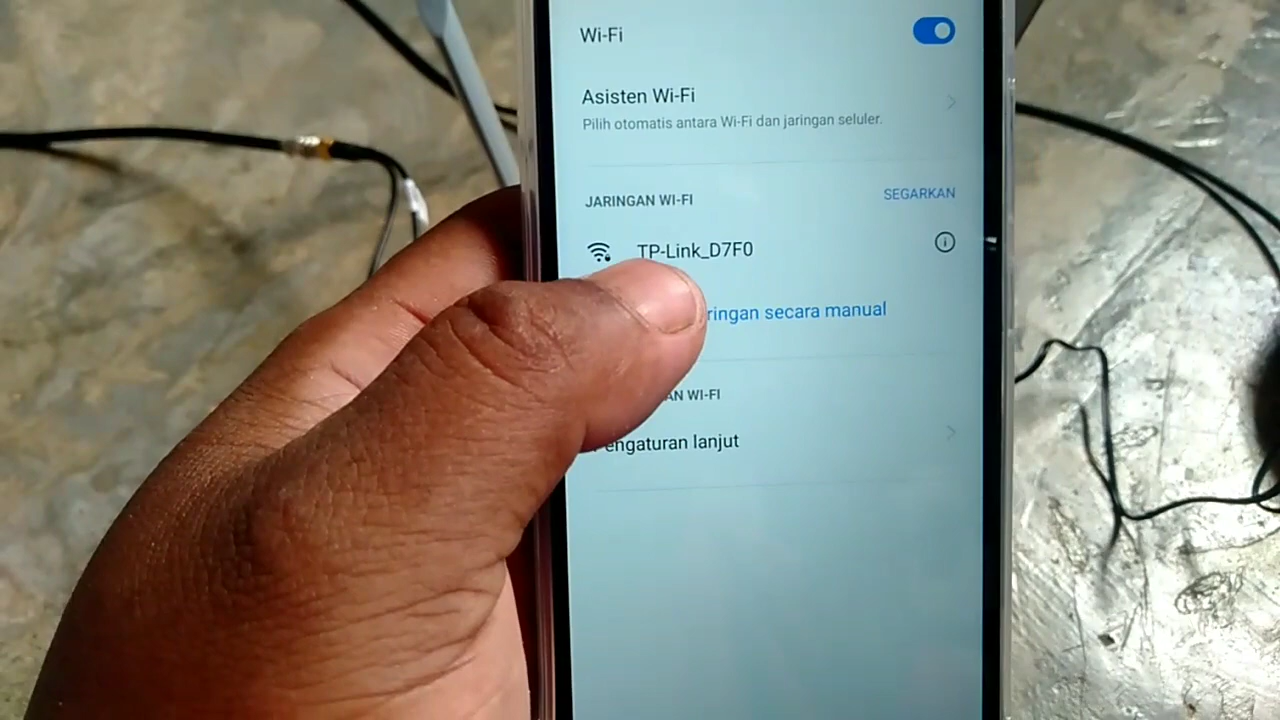 Wi-Fi
Asisten Wi-Fi
Pilih otomatis antara Wi-Fi dan jaringan seluler.
JARINGAN WI-FI
SEGARKAN
TP-Link_D7F0
ringan secara manual
AN WI-FI
Pengaturan lanjut